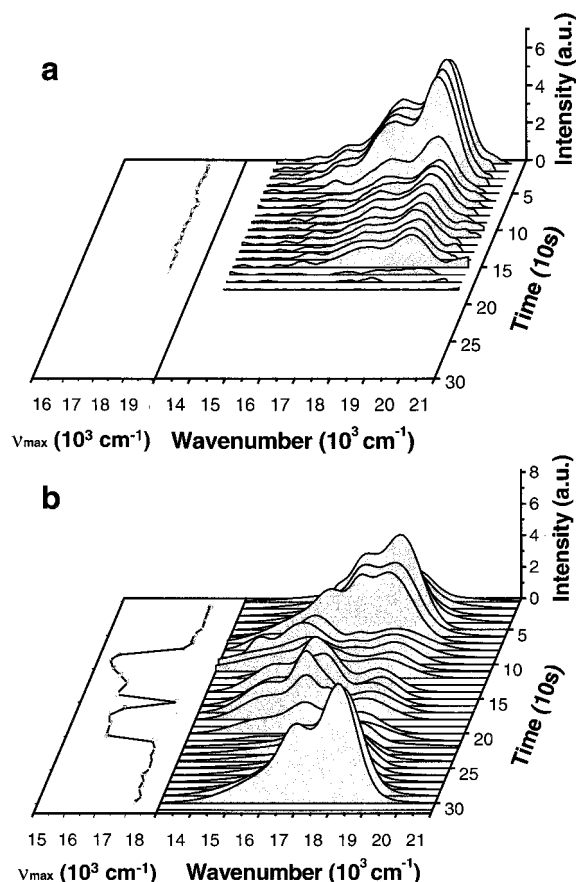 a
6
4
2
0
Intensity (a.u.)
5
10
15
20
25
30
Time (10s)
16 17 18 19 14 15 16 17 18 19 20 21
νmax (10³ cm⁻¹) Wavenumber (10³ cm⁻¹)
b
8
4
0
Intensity (a.u.)
5
10
15
20
25
30
Time (10s)
15 16 17 18 14 15 16 17 18 19 20 21
νmax (10³ cm⁻¹) Wavenumber (10³ cm⁻¹)